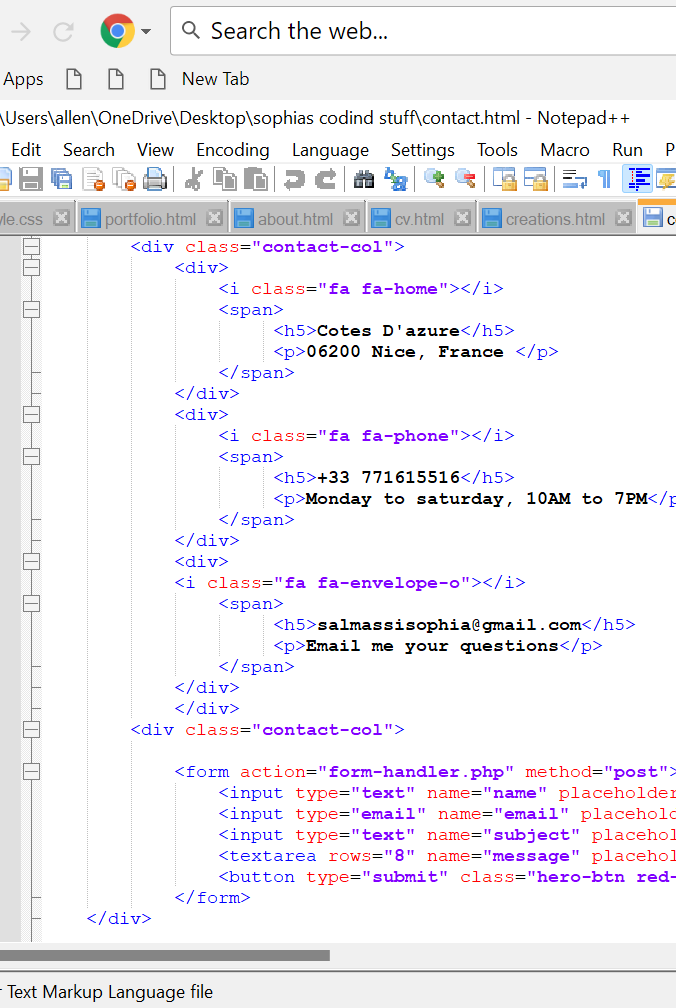 Search the web...
Apps New Tab
\Users\allen\OneDrive\Desktop\sophias codind stuff\contact.html - Notepad++
Edit Search View Encoding Language Settings Tools Macro Run P
yle.css portfolio.html about.html cv.html creations.html c
<div class="contact-col">
<div>
<i class="fa fa-home"></i>
<span>
<h5>Cotes D'azure</h5>
<p>06200 Nice, France </p>
</span>
</div>
<div>
<i class="fa fa-phone"></i>
<span>
<h5>+33 771615516</h5>
<p>Monday to saturday, 10AM to 7PM</p
</span>
</div>
<div>
<i class="fa fa-envelope-o"></i>
<span>
<h5>salmassisophia@gmail.com</h5>
<p>Email me your questions</p>
</span>
</div>
</div>
<div class="contact-col">
<form action="form-handler.php" method="post">
<input type="text" name="name" placeholder
<input type="email" name="email" placehold
<input type="text" name="subject" placehol
<textarea rows="8" name="message" placehol
<button type="submit" class="hero-btn red-
</form>
</div>
r Text Markup Language file